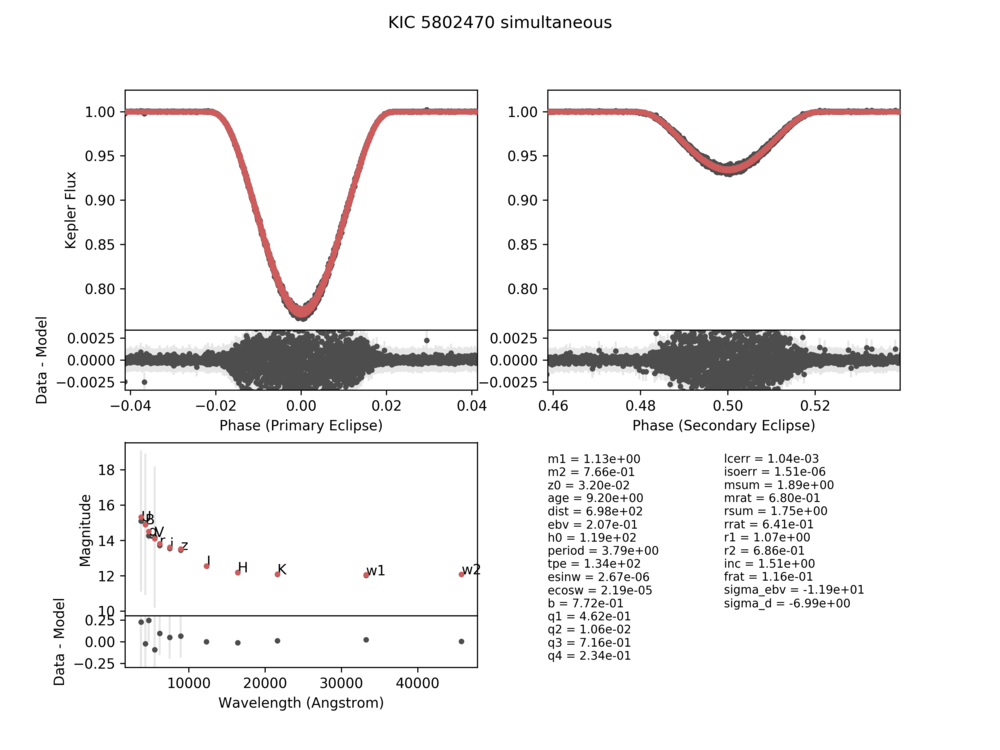 KIC 5802470 simultaneous
Kepler Flux
1.00
0.95
0.90
0.85
0.80
1.00
0.95
0.90
0.85
0.80
Data - Model
0.0025
0.0000
−0.0025
0.0025
0.0000
−0.0025
−0.04 −0.02 0.00 0.02 0.04
0.46 0.48 0.50 0.52
Phase (Primary Eclipse)
Phase (Secondary Eclipse)
Magnitude
18
16
14
12
10
B
V
r i z
J
H
K
w1
w2
Data - Model
0.25
0.00
−0.25
10000 20000 30000 40000
Wavelength (Angstrom)
m1 = 1.13e+00
m2 = 7.66e-01
z0 = 3.20e-02
age = 9.20e+00
dist = 6.98e+02
ebv = 2.07e-01
h0 = 1.19e+02
period = 3.79e+00
tpe = 1.34e+02
esinw = 2.67e-06
ecosw = 2.19e-05
b = 7.72e-01
q1 = 4.62e-01
q2 = 1.06e-02
q3 = 7.16e-01
q4 = 2.34e-01
lcerr = 1.04e-03
isoerr = 1.51e-06
msum = 1.89e+00
mrat = 6.80e-01
rsum = 1.75e+00
rrat = 6.41e-01
r1 = 1.07e+00
r2 = 6.86e-01
inc = 1.51e+00
frat = 1.16e-01
sigma_ebv = -1.19e+01
sigma_d = -6.99e+00